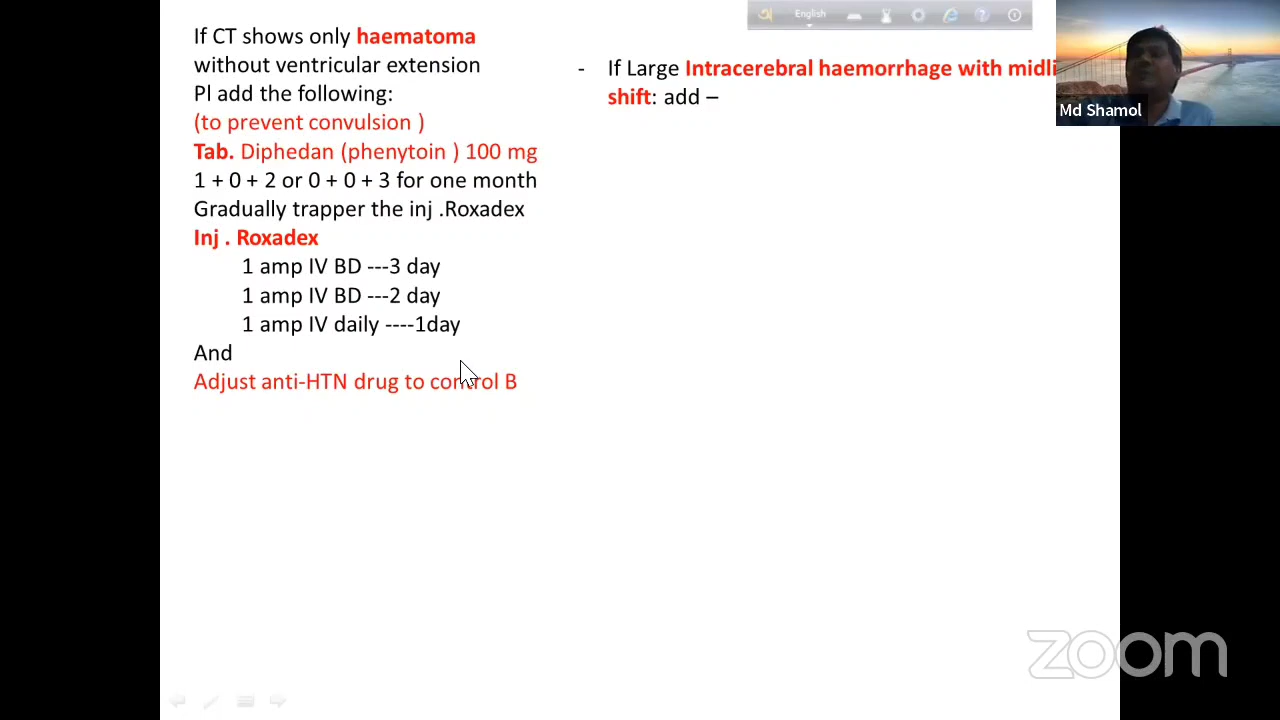 If CT shows only haematoma
without ventricular extension
Pl add the following:
(to prevent convulsion )
Tab. Diphedan (phenytoin ) 100 mg
1 + 0 + 2 or 0 + 0 + 3 for one month
Gradually trapper the inj .Roxadex
Inj . Roxadex
1 amp IV BD ---3 day
1 amp IV BD ---2 day
1 amp IV daily ----1day
And
Adjust anti-HTN drug to control B
- If Large Intracerebral haemorrhage with midli
shift: add –
English
Md Shamol
zoom